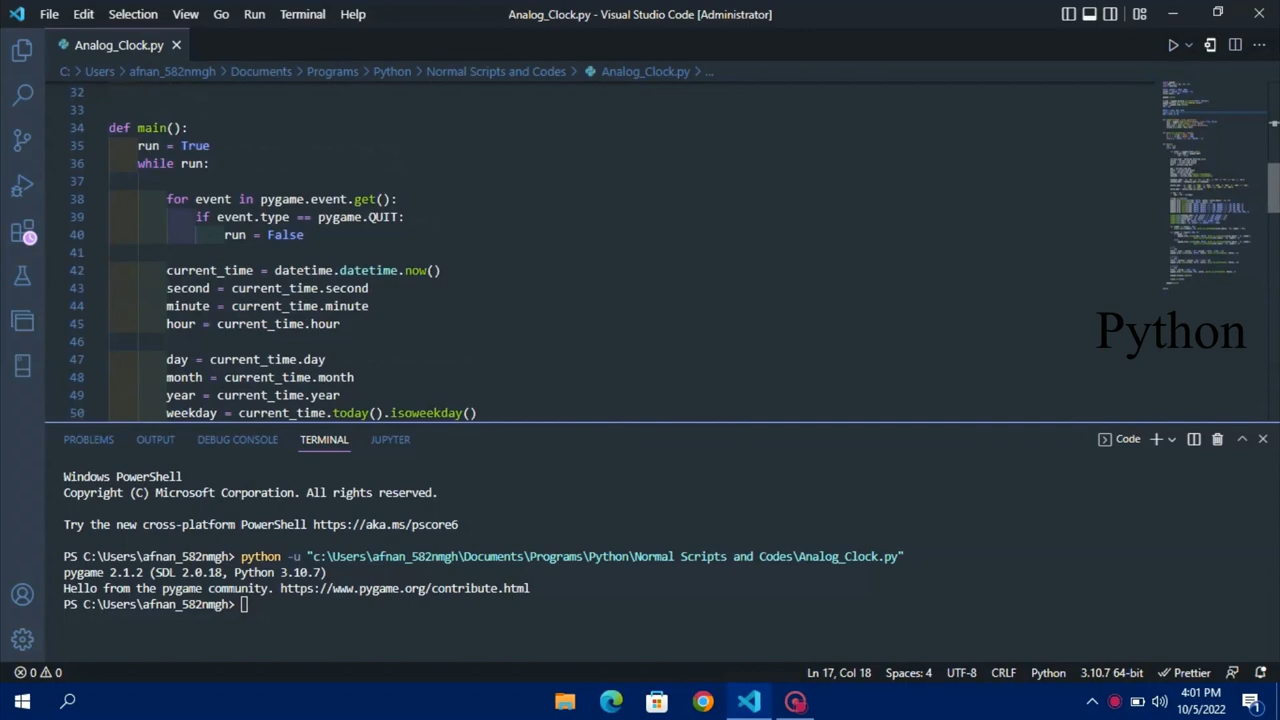 File Edit Selection View Go Run Terminal Help
Analog_Clock.py - Visual Studio Code [Administrator]
Analog_Clock.py
C: > Users > afnan_582nmgh > Documents > Programs > Python > Normal Scripts and Codes > Analog_Clock.py > ...
32
33
34 def main():
35 run = True
36 while run:
37
38 for event in pygame.event.get():
39 if event.type == pygame.QUIT:
40 run = False
41
42 current_time = datetime.datetime.now()
43 second = current_time.second
44 minute = current_time.minute
45 hour = current_time.hour
46
47 day = current_time.day
48 month = current_time.month
49 year = current_time.year
50 weekday = current_time.today().isoweekday()
Python
PROBLEMS OUTPUT DEBUG CONSOLE TERMINAL JUPYTER
Code
Windows PowerShell
Copyright (C) Microsoft Corporation. All rights reserved.
Try the new cross-platform PowerShell https://aka.ms/pscore6
PS C:\Users\afnan_582nmgh> python -u "c:\Users\afnan_582nmgh\Documents\Programs\Python\Normal Scripts and Codes\Analog_Clock.py"
pygame 2.1.2 (SDL 2.0.18, Python 3.10.7)
Hello from the pygame community. https://www.pygame.org/contribute.html
PS C:\Users\afnan_582nmgh>
0 0
Ln 17, Col 18 Spaces: 4 UTF-8 CRLF Python 3.10.7 64-bit Prettier
4:01 PM
10/5/2022
1